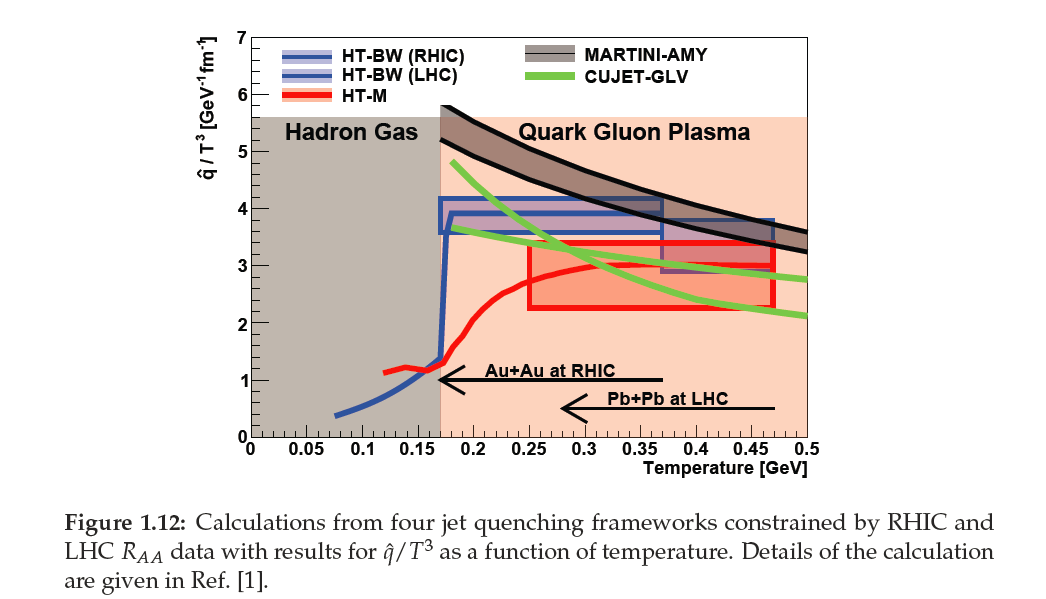 7
6
5
4
3
2
1
0
q̂ / T³ [GeV⁻¹fm⁻¹]
HT-BW (RHIC)
HT-BW (LHC)
HT-M
MARTINI-AMY
CUJET-GLV
Hadron Gas
Quark Gluon Plasma
Au+Au at RHIC
Pb+Pb at LHC
0 0.05 0.1 0.15 0.2 0.25 0.3 0.35 0.4 0.45 0.5
Temperature [GeV]
Figure 1.12: Calculations from four jet quenching frameworks constrained by RHIC and
LHC R_AA data with results for q̂/T³ as a function of temperature. Details of the calculation
are given in Ref. [1].